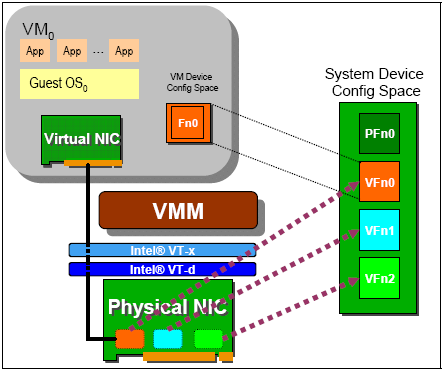 VM0
App App ... App
Guest OS0
VM Device
Config Space
Fn0
Virtual NIC
System Device
Config Space
PFn0
VFn0
VFn1
VFn2
VMM
Intel® VT-x
Intel® VT-d
Physical NIC